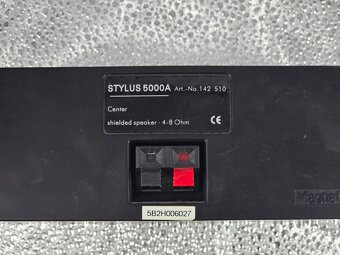 STYLUS 5000A Art.-No. 142 510
Center
shielded speaker - 4-8 Ohm CE
5B2H006027